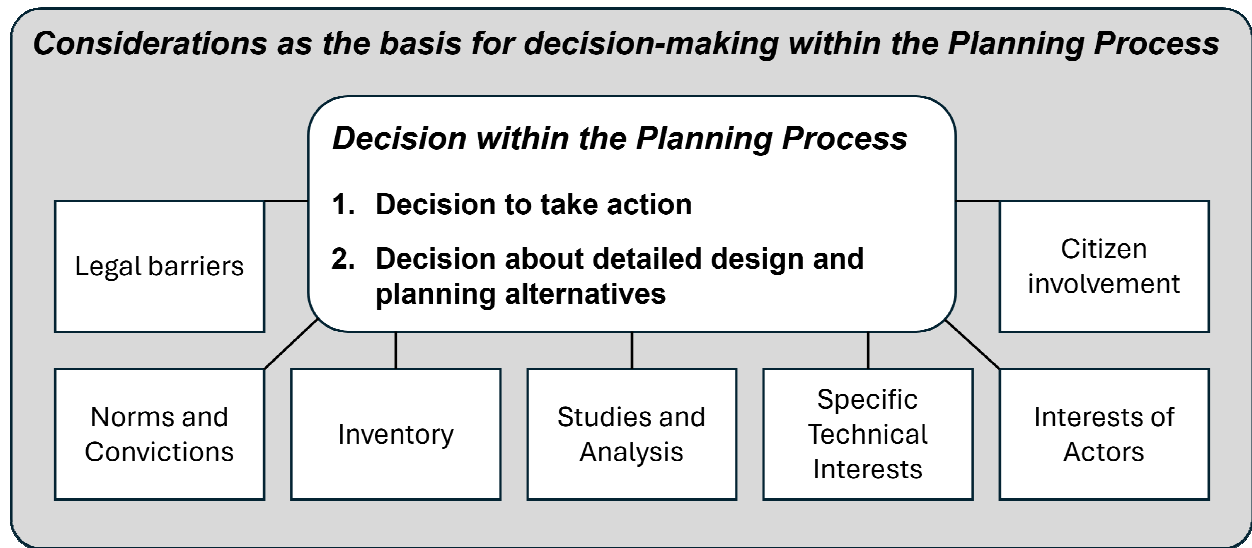 Considerations as the basis for decision-making within the Planning Process
Decision within the Planning Process
1. Decision to take action
2. Decision about detailed design and
planning alternatives
Legal barriers
Citizen
involvement
Norms and
Convictions
Inventory
Studies and
Analysis
Specific
Technical
Interests
Interests of
Actors